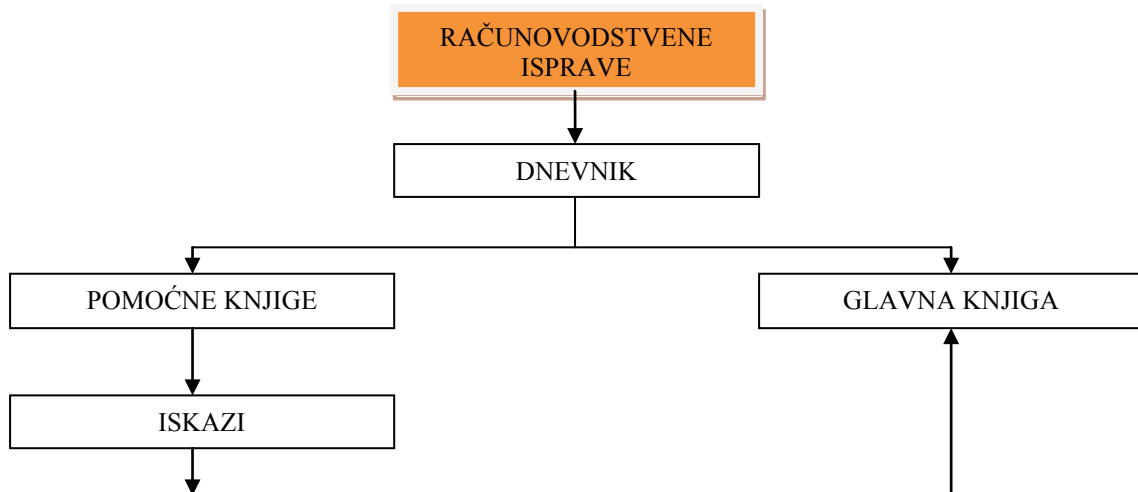 RAČUNOVODSTVENE
ISPRAVE
DNEVNIK
POMOĆNE KNJIGE
GLAVNA KNJIGA
ISKAZI